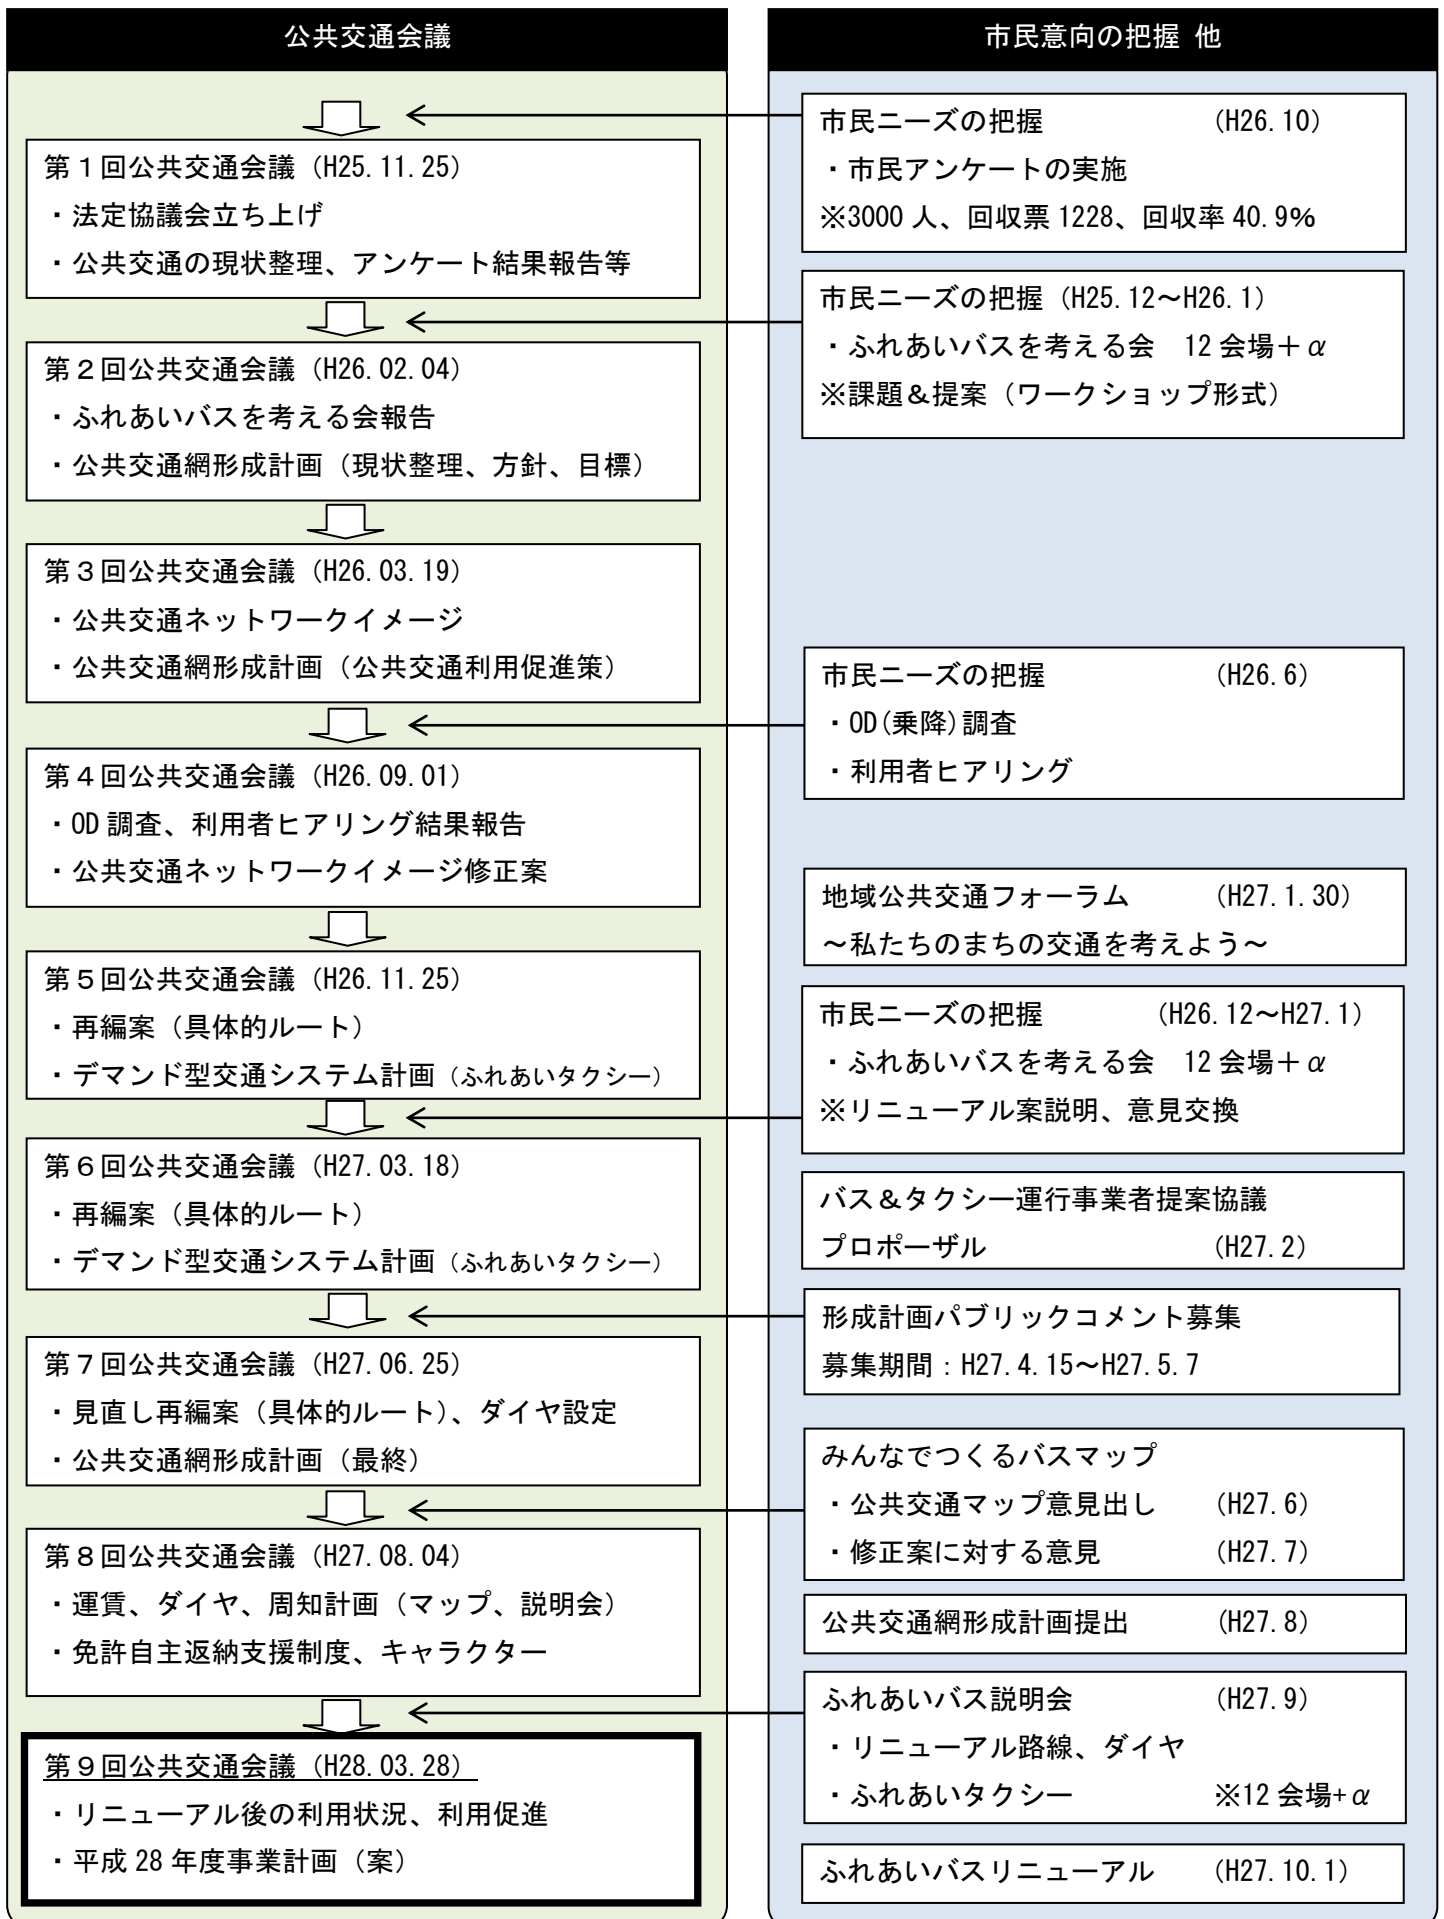 公共交通会議
第１回公共交通会議（H25.11.25）
・法定協議会立ち上げ
・公共交通の現状整理、アンケート結果報告等
第２回公共交通会議（H26.02.04）
・ふれあいバスを考える会報告
・公共交通網形成計画（現状整理、方針、目標）
第３回公共交通会議（H26.03.19）
・公共交通ネットワークイメージ
・公共交通網形成計画（公共交通利用促進策）
第４回公共交通会議（H26.09.01）
・OD調査、利用者ヒアリング結果報告
・公共交通ネットワークイメージ修正案
第５回公共交通会議（H26.11.25）
・再編案（具体的ルート）
・デマンド型交通システム計画（ふれあいタクシー）
第６回公共交通会議（H27.03.18）
・再編案（具体的ルート）
・デマンド型交通システム計画（ふれあいタクシー）
第７回公共交通会議（H27.06.25）
・見直し再編案（具体的ルート）、ダイヤ設定
・公共交通網形成計画（最終）
第８回公共交通会議（H27.08.04）
・運賃、ダイヤ、周知計画（マップ、説明会）
・免許自主返納支援制度、キャラクター
第９回公共交通会議（H28.03.28）
・リニューアル後の利用状況、利用促進
・平成28年度事業計画（案）
市民意向の把握 他
市民ニーズの把握 （H26.10）
・市民アンケートの実施
※3000人、回収票1228、回収率40.9%
市民ニーズの把握（H25.12～H26.1）
・ふれあいバスを考える会 12会場＋α
※課題＆提案（ワークショップ形式）
市民ニーズの把握 （H26.6）
・OD(乗降)調査
・利用者ヒアリング
地域公共交通フォーラム （H27.1.30）
～私たちのまちの交通を考えよう～
市民ニーズの把握 （H26.12～H27.1）
・ふれあいバスを考える会 12会場＋α
※リニューアル案説明、意見交換
バス＆タクシー運行事業者提案協議
プロポーザル （H27.2）
形成計画パブリックコメント募集
募集期間：H27.4.15～H27.5.7
みんなでつくるバスマップ
・公共交通マップ意見出し （H27.6）
・修正案に対する意見 （H27.7）
公共交通網形成計画提出 （H27.8）
ふれあいバス説明会 （H27.9）
・リニューアル路線、ダイヤ
・ふれあいタクシー ※12会場+α
ふれあいバスリニューアル （H27.10.1）